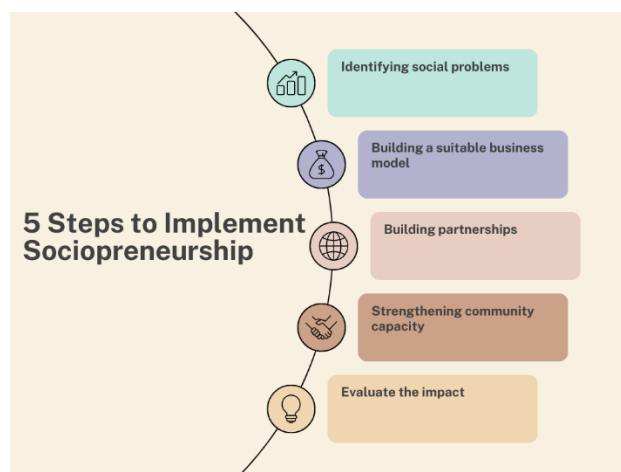 5 Steps to Implement
Sociopreneurship
Identifying social problems
$
Building a suitable business
model
Building partnerships
Strengthening community
capacity
Evaluate the impact